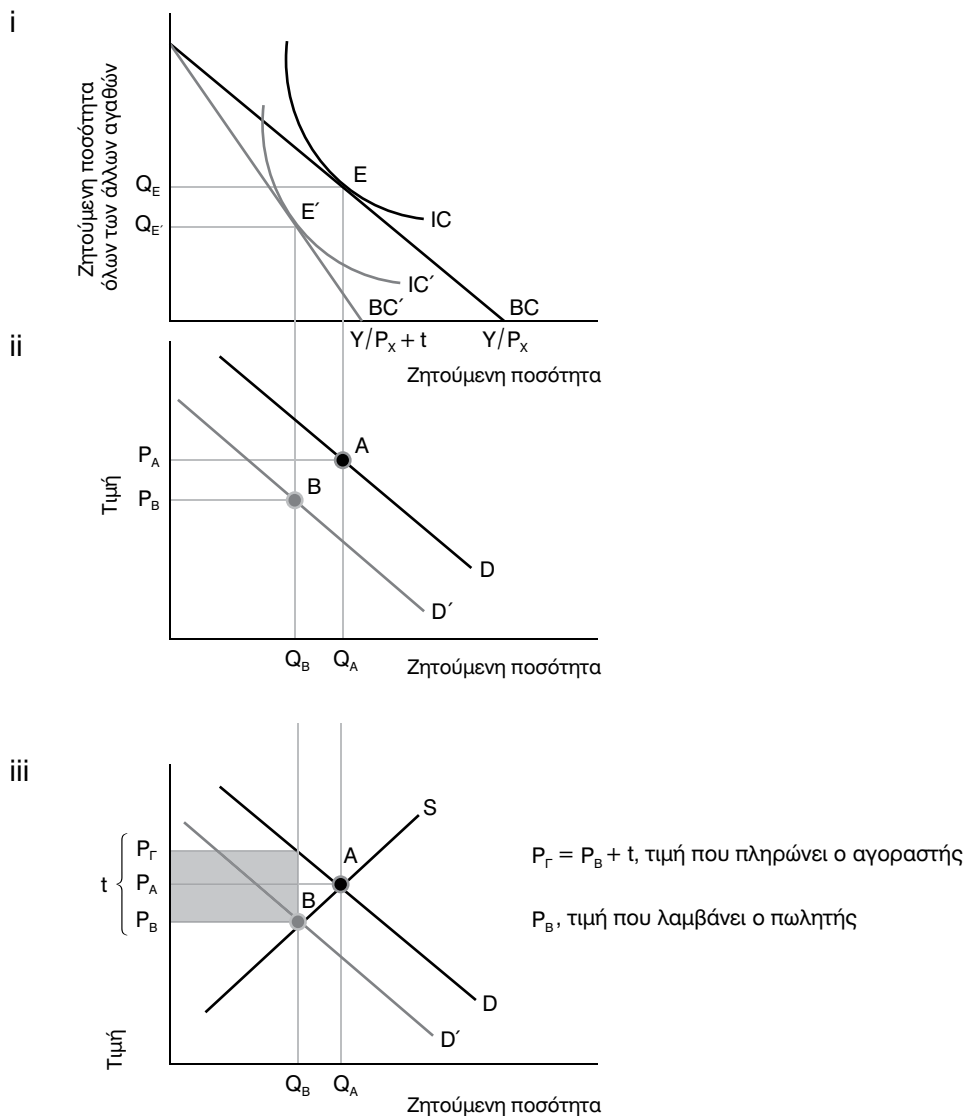 i
Ζητούμενη ποσότητα
όλων των άλλων αγαθών
Q_E
Q_E′
E
E′
IC
IC′
BC′
BC
Y/P_X + t
Y/P_X
Ζητούμενη ποσότητα
ii
Τιμή
P_A
P_B
A
B
D
D′
Q_B
Q_A
Ζητούμενη ποσότητα
iii
S
t
P_Γ
P_A
P_B
A
B
P_Γ = P_B + t, τιμή που πληρώνει ο αγοραστής
P_B, τιμή που λαμβάνει ο πωλητής
D
D′
Τιμή
Q_B
Q_A
Ζητούμενη ποσότητα